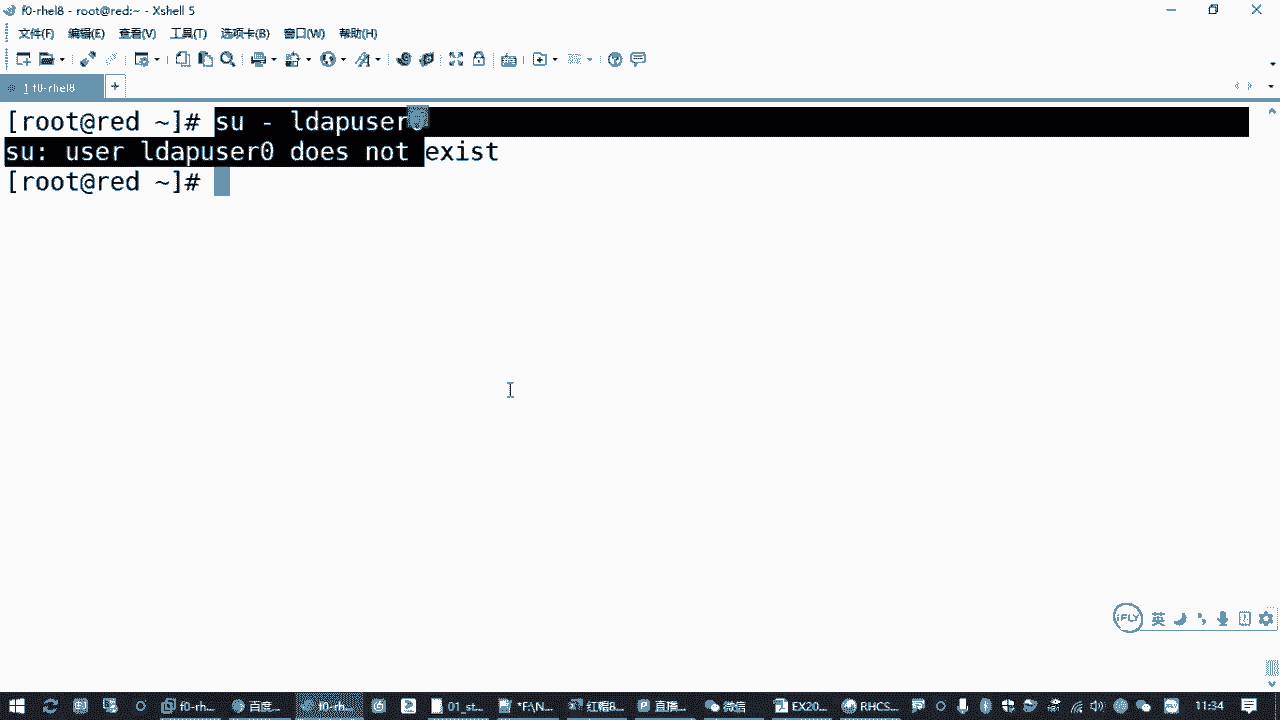 f0-rhel8 - root@red:~ - Xshell 5
文件(F) 编辑(E) 查看(V) 工具(T) 选项卡(B) 窗口(W) 帮助(H)
1 f0-rhel8
[root@red ~]# su - ldapuser0
su: user ldapuser0 does not exist
[root@red ~]#
iFLY 英
f0-rh... 百度... f0-rh... 01_st... *F:\N... 红帽8... 直播... 微信 EX20... RHCS... 11:34